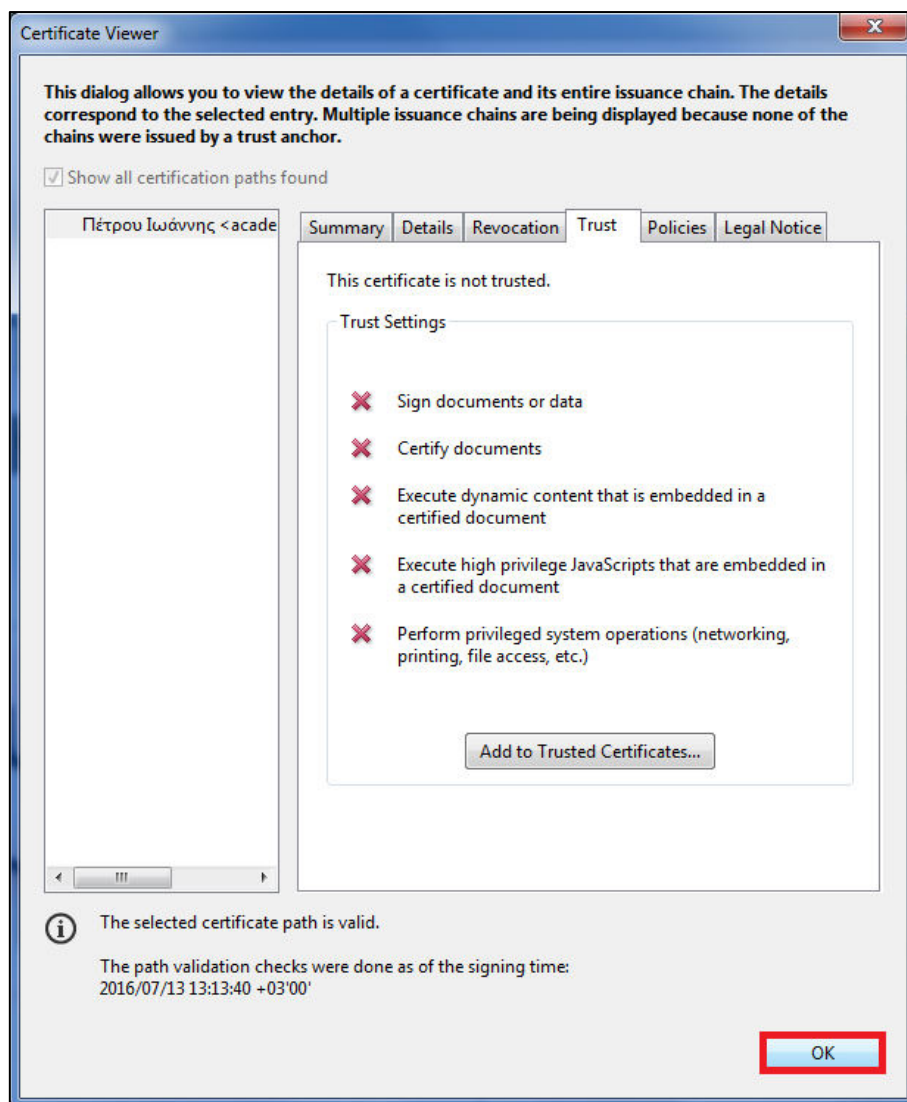 Certificate Viewer
This dialog allows you to view the details of a certificate and its entire issuance chain. The details
correspond to the selected entry. Multiple issuance chains are being displayed because none of the
chains were issued by a trust anchor.
Show all certification paths found
Πέτρου Ιωάννης <acade
Summary Details Revocation Trust Policies Legal Notice
This certificate is not trusted.
Trust Settings
Sign documents or data
Certify documents
Execute dynamic content that is embedded in a
certified document
Execute high privilege JavaScripts that are embedded in
a certified document
Perform privileged system operations (networking,
printing, file access, etc.)
Add to Trusted Certificates...
The selected certificate path is valid.
The path validation checks were done as of the signing time:
2016/07/13 13:13:40 +03'00'
OK